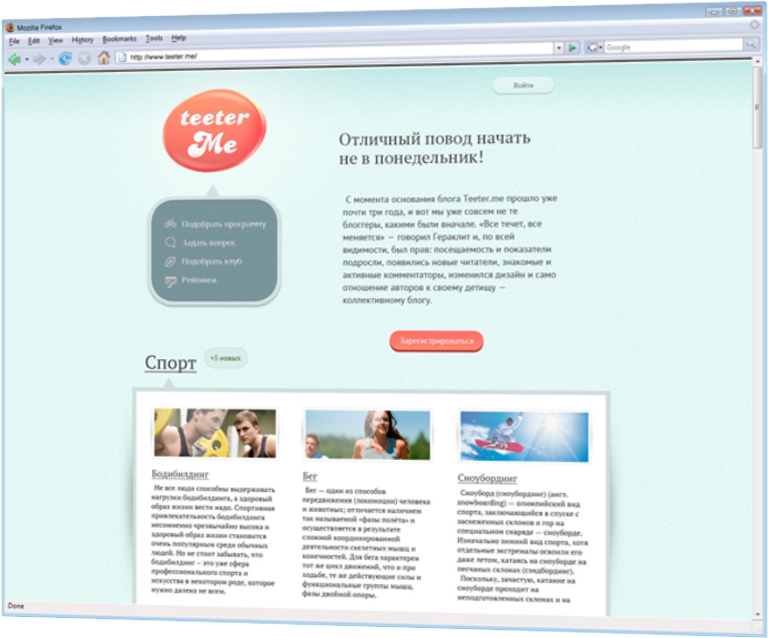 Mozilla Firefox
File Edit View History Bookmarks Tools Help
http://www.teeter.me/
Google
Войти
teeter
Me
Отличный повод начать
не в понедельник!
С момента основания блога Teeter.me прошло уже
почти три года, и вот мы уже совсем не те
блоггеры, какими были вначале. «Все течет, все
меняется» — говорил Гераклит и, по всей
видимости, был прав: посещаемость и показатели
подросли, появились новые читатели, знакомые и
активные комментаторы, изменился дизайн и само
отношение авторов к своему детищу —
коллективному блогу.
Подобрать программу
Задать вопрос
Подобрать клуб
Рейтинги
Зарегистрироваться
Спорт
+5 новых
Бодибилдинг
Не все люди способны выдерживать
нагрузки бодибилдинга, а здоровый
образ жизни вести надо. Спортивная
привлекательность бодибилдинга
несомненно чрезвычайно высока и
здоровый образ жизни становится
очень популярным среди обычных
людей. Но не стоит забывать, что
бодибилдинг – это уже сфера
профессионального спорта и
искусства в некотором роде, которое
нужно далеко не всем.
Бег
Бег — один из способов
передвижения (локомоции) человека
и животных; отличается наличием
так называемой «фазы полёта» и
осуществляется в результате
сложной координированной
деятельности скелетных мышц и
конечностей. Для бега характерен
тот же цикл движений, что и при
ходьбе, те же действующие силы и
функциональные группы мышц.
фазы двойной опоры.
Сноубординг
Сноуборд (сноубординг) (англ.
snowboarding) — олимпийский вид
спорта, заключающийся в спуске с
заснеженных склонов и гор на
специальном снаряде — сноуборде.
Изначально зимний вид спорта, хотя
отдельные экстремалы освоили его
даже летом, катаясь на сноуборде на
песчаных склонах (сэндбординг).
Поскольку, зачастую, катание на
сноуборде проходит на
неподготовленных склонах и на
Done